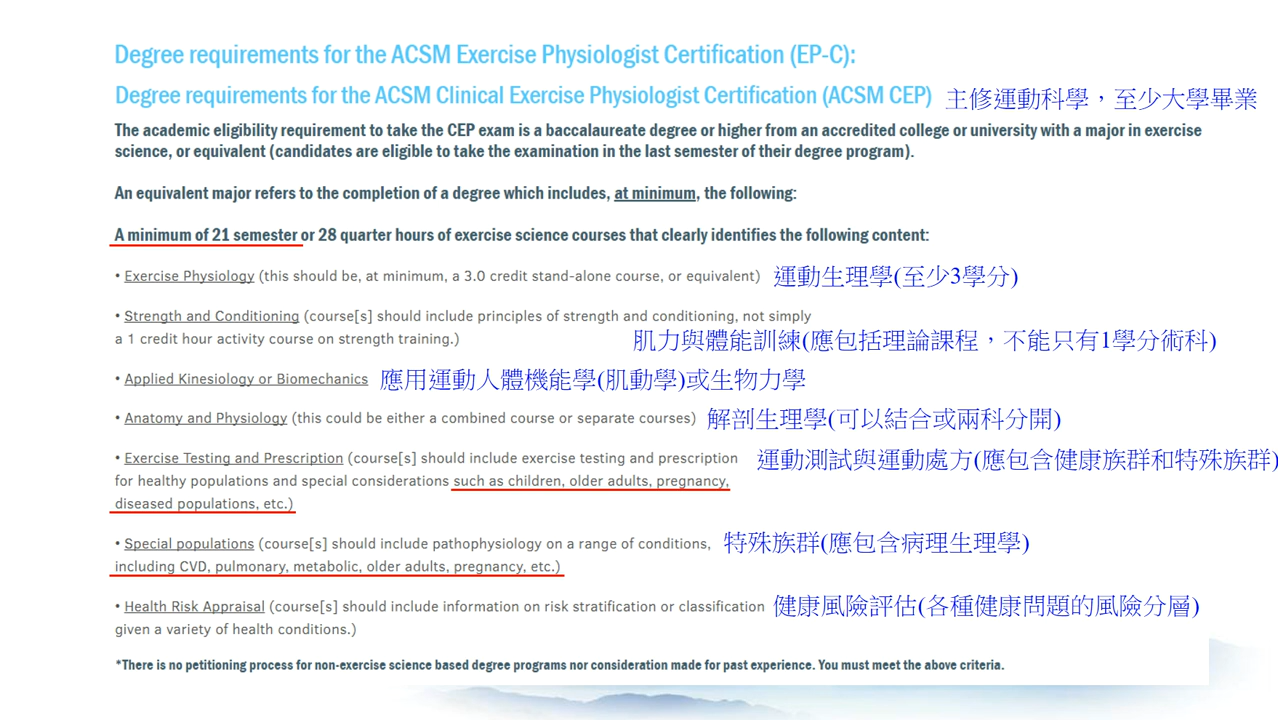 Degree requirements for the ACSM Exercise Physiologist Certification (EP-C):
Degree requirements for the ACSM Clinical Exercise Physiologist Certification (ACSM CEP) 主修運動科學，至少大學畢業
The academic eligibility requirement to take the CEP exam is a baccalaureate degree or higher from an accredited college or university with a major in exercise
science, or equivalent (candidates are eligible to take the examination in the last semester of their degree program).
An equivalent major refers to the completion of a degree which includes, at minimum, the following:
A minimum of 21 semester or 28 quarter hours of exercise science courses that clearly identifies the following content:
• Exercise Physiology (this should be, at minimum, a 3.0 credit stand-alone course, or equivalent) 運動生理學(至少3學分)
• Strength and Conditioning (course[s] should include principles of strength and conditioning, not simply
a 1 credit hour activity course on strength training.) 肌力與體能訓練(應包括理論課程，不能只有1學分術科)
• Applied Kinesiology or Biomechanics 應用運動人體機能學(肌動學)或生物力學
• Anatomy and Physiology (this could be either a combined course or separate courses) 解剖生理學(可以結合或兩科分開)
• Exercise Testing and Prescription (course[s] should include exercise testing and prescription 運動測試與運動處方(應包含健康族群和特殊族群)
for healthy populations and special considerations such as children, older adults, pregnancy,
diseased populations, etc.)
• Special populations (course[s] should include pathophysiology on a range of conditions, 特殊族群(應包含病理生理學)
including CVD, pulmonary, metabolic, older adults, pregnancy, etc.)
• Health Risk Appraisal (course[s] should include information on risk stratification or classification 健康風險評估(各種健康問題的風險分層)
given a variety of health conditions.)
*There is no petitioning process for non-exercise science based degree programs nor consideration made for past experience. You must meet the above criteria.